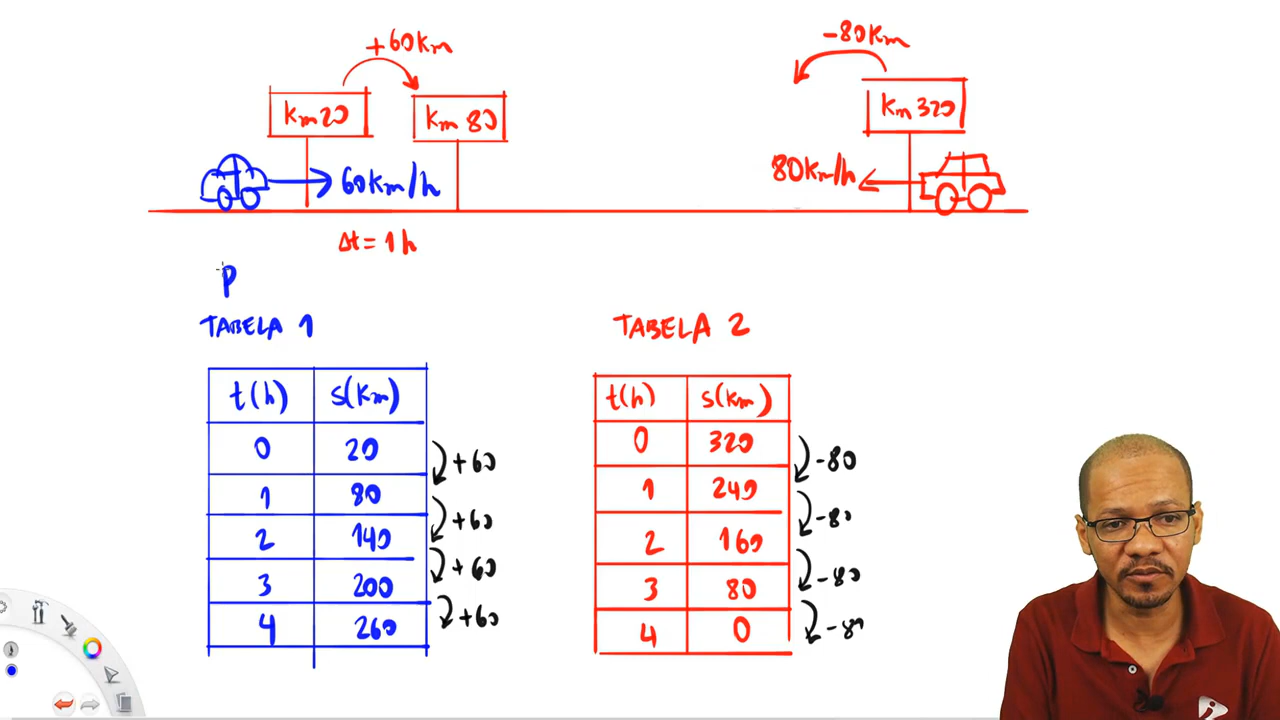 +60Km
-80Km
Km 20
Km 80
Km 320
60Km/h
80Km/h
Δt = 1h
P
TABELA 1
TABELA 2
t(h) s(Km)
0 20
1 80
2 140
3 200
4 260
+60
+60
+60
+60
t(h) s(Km)
0 320
1 240
2 160
3 80
4 0
-80
-80
-80
-80